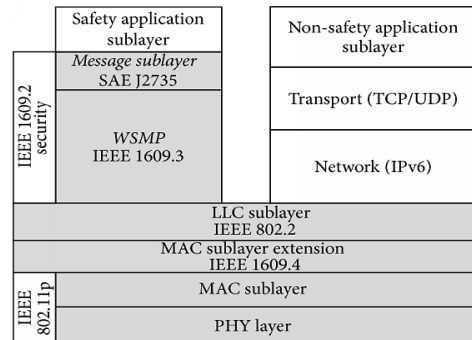 Safety application
sublayer
Non-safety application
sublayer
IEEE 1609.2
security
Message sublayer
SAE J2735
WSMP
IEEE 1609.3
Transport (TCP/UDP)
Network (IPv6)
LLC sublayer
IEEE 802.2
MAC sublayer extension
IEEE 1609.4
IEEE
802.11p
MAC sublayer
PHY layer